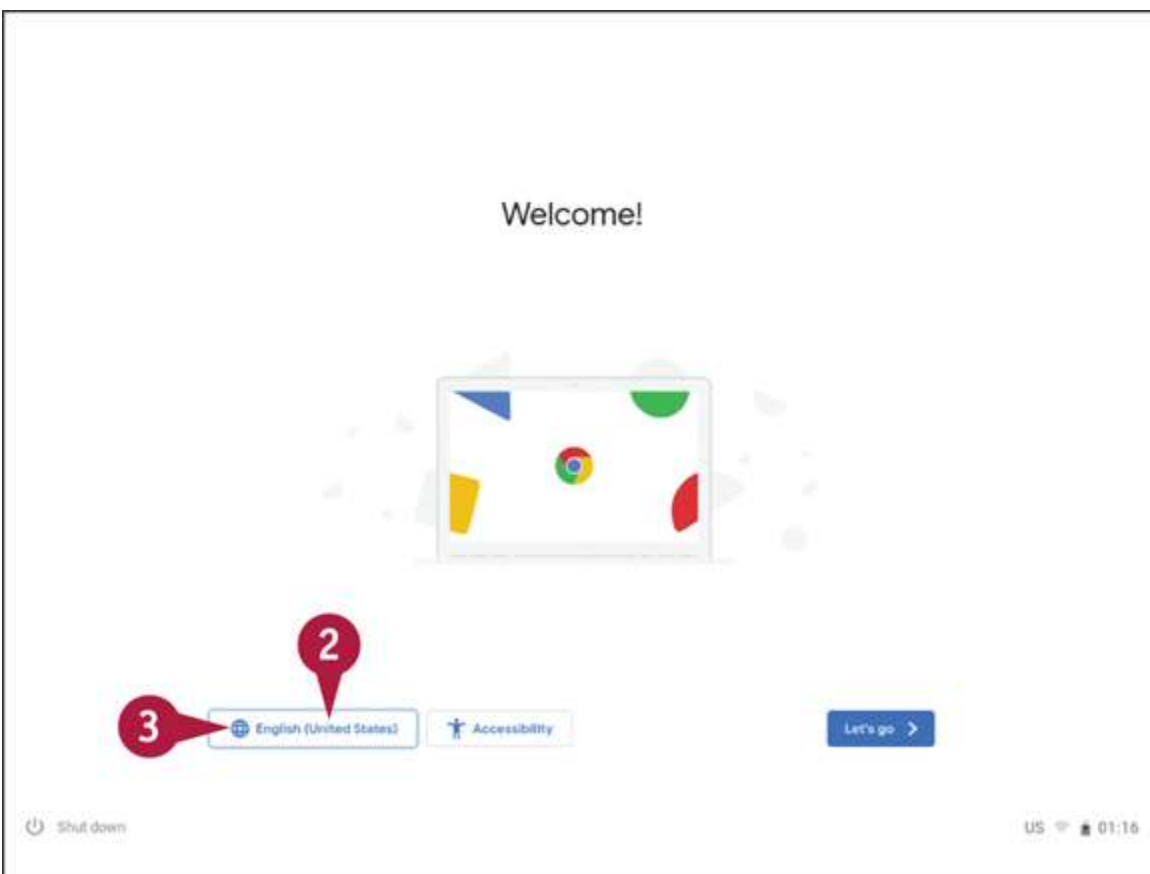 Welcome!
2
3
English (United States)
Accessibility
Let's go
Shut down
US 01:16